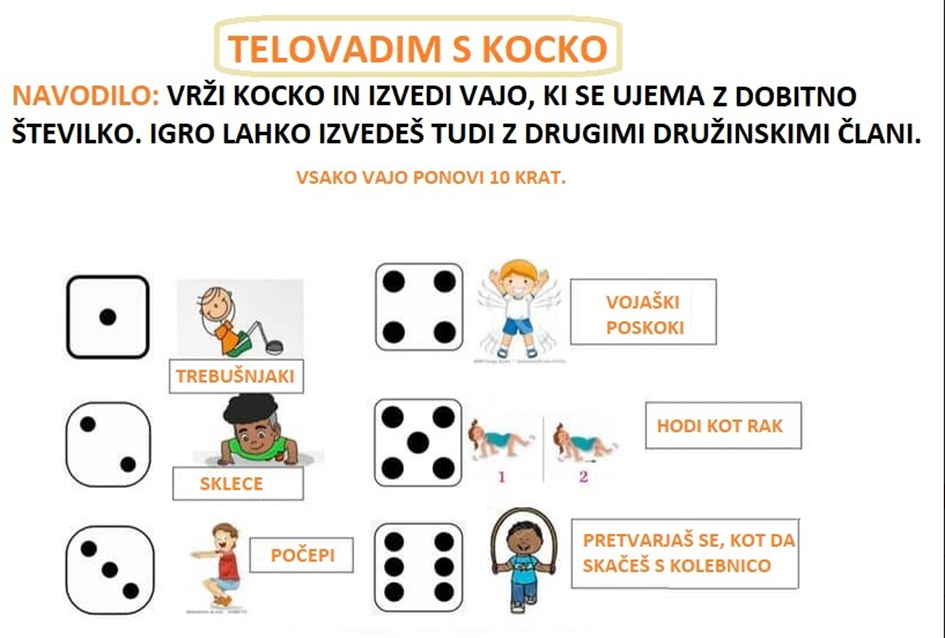 TELOVADIM S KOCKO
NAVODILO: VRŽI KOCKO IN IZVEDI VAJO, KI SE UJEMA Z DOBITNO
ŠTEVILKO. IGRO LAHKO IZVEDEŠ TUDI Z DRUGIMI DRUŽINSKIMI ČLANI.
VSAKO VAJO PONOVI 10 KRAT.
TREBUŠNJAKI
VOJAŠKI
POSKOKI
SKLECE
HODI KOT RAK
1
2
POČEPI
PRETVARJAŠ SE, KOT DA
SKAČEŠ S KOLEBNICO